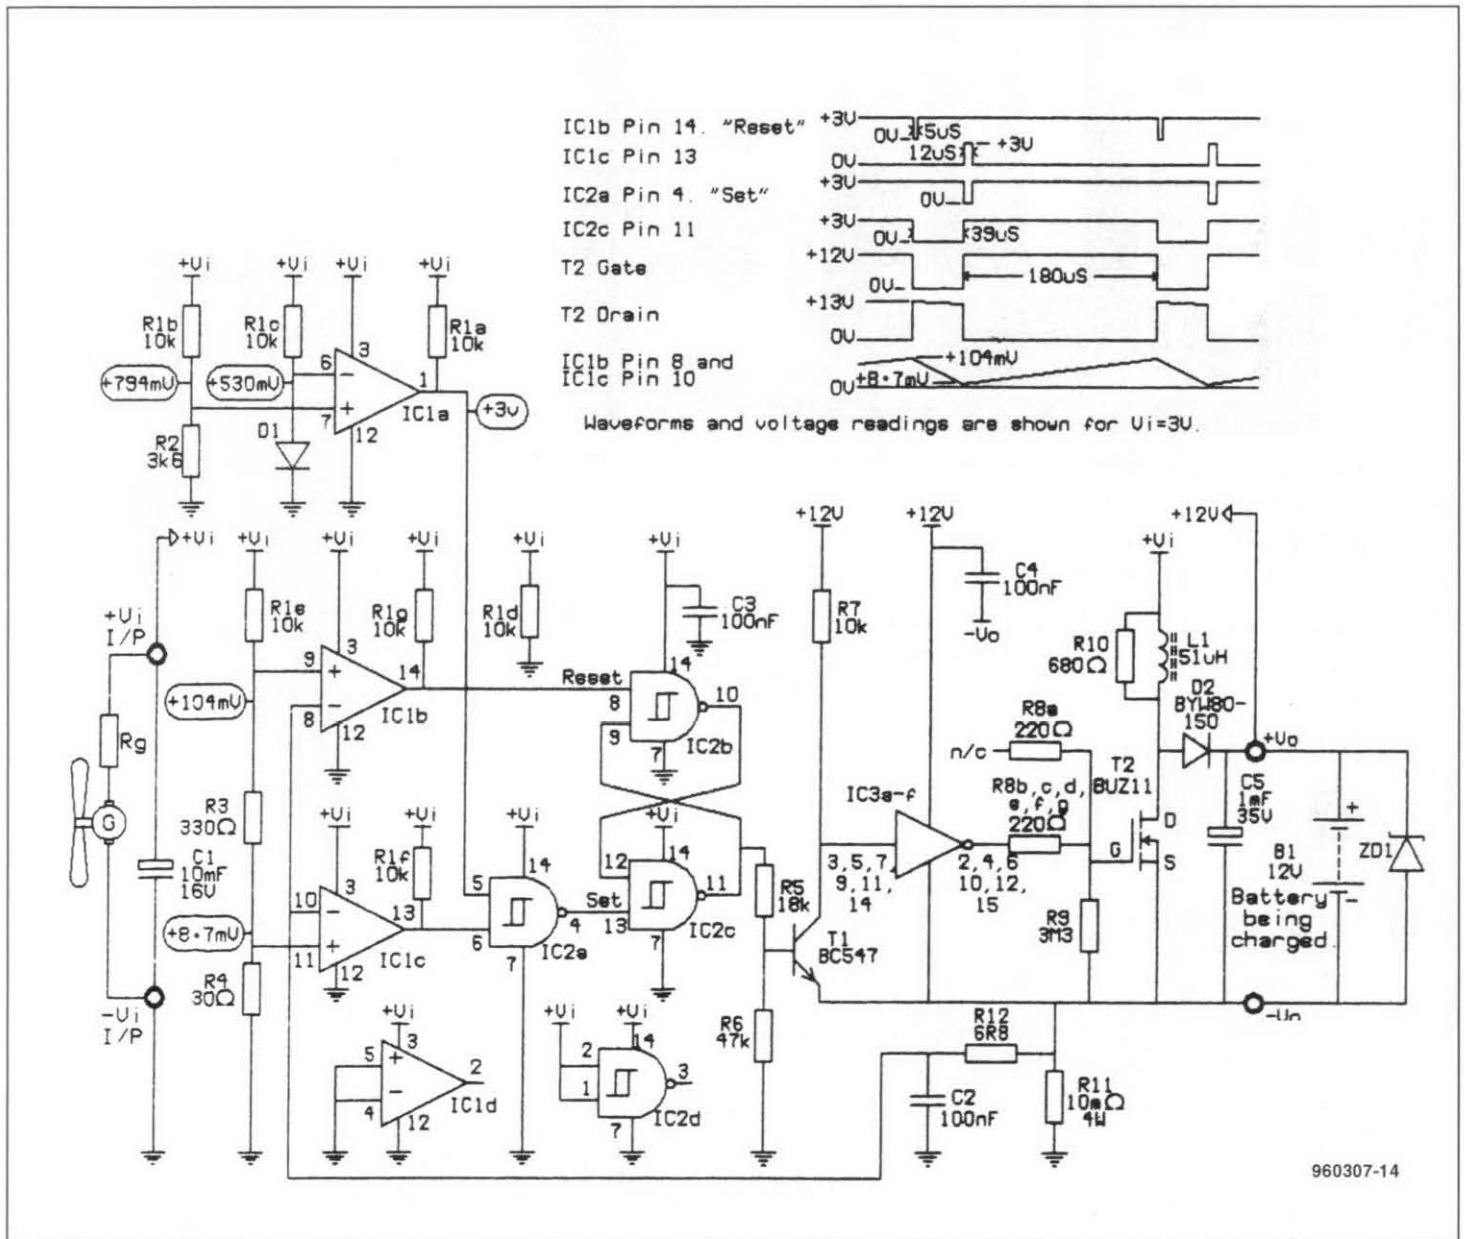 IC1b Pin 14. "Reset"
+3V
0V
5uS
IC1c Pin 13
12uS
+3V
0V
IC2a Pin 4. "Set"
+3V
0V
IC2c Pin 11
+3V
0V
39uS
T2 Gate
+12V
0V
180uS
T2 Drain
+13V
0V
IC1b Pin 8 and
IC1c Pin 10
+104mV
+8·7mV
0V
Waveforms and voltage readings are shown for Vi=3V.
+Vi
+Vi
+Vi
+Vi
R1b
10k
R1c
10k
R1a
10k
+794mV
+530mV
3
6
-
+
7
1
12
IC1a
+3v
R2
3k6
D1
+Vi
+Vi
I/P
+Vi
+Vi
+Vi
+Vi
R1e
10k
R1g
10k
R1d
10k
C3
100nF
3
9
+
-
8
14
12
IC1b
+104mV
Reset
14
8
9
10
7
IC2b
Rg
G
C1
10mF
16V
-Vi
I/P
R3
330Ω
+8·7mV
R4
30Ω
+Vi
R1f
10k
+Vi
+Vi
3
10
-
+
11
13
12
IC1c
14
5
6
4
7
IC2a
Set
14
12
13
11
7
IC2c
+Vi
3
5
+
-
4
2
12
IC1d
+Vi
+Vi
14
2
1
3
7
IC2d
R5
18k
R6
47k
T1
BC547
+12V
R7
10k
+12V
C4
100nF
-Vo
IC3a-f
3,5,7,
9,11,
14
2,4,6
10,12,
15
n/c
R8a
220Ω
R8b,c,d,
e,f,g
220Ω
R9
3M3
+12V
+Vi
R10
680Ω
L1
51uH
D2
BYW80-
150
T2
BUZ11
G
D
S
+Vo
C5
1mF
35V
+
B1
12V
-
Battery
being
charged.
ZD1
R12
6R8
C2
100nF
R11
10mΩ
4W
960307-14